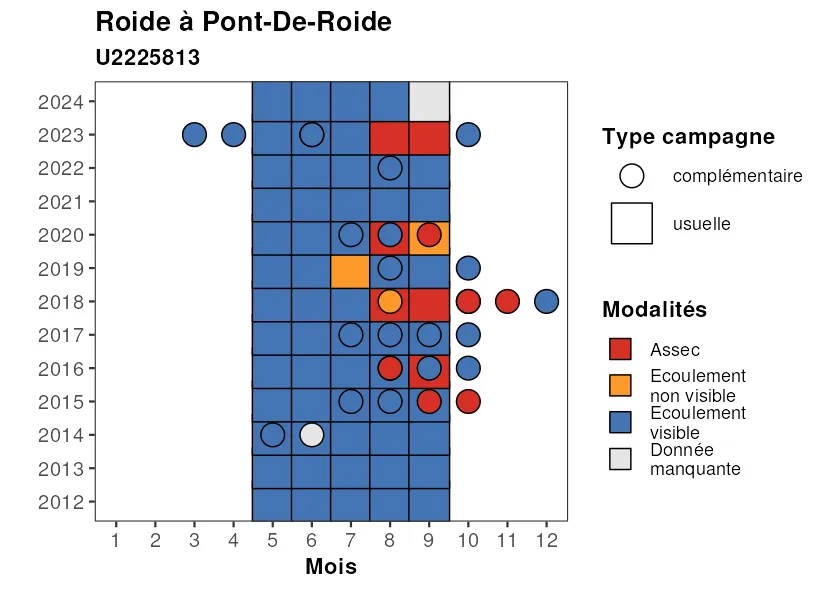 Roide à Pont-De-Roide
U2225813
2024
2023
2022
2021
2020
2019
2018
2017
2016
2015
2014
2013
2012
1 2 3 4 5 6 7 8 9 10 11 12
Mois
Type campagne
complémentaire
usuelle
Modalités
Assec
Ecoulement
non visible
Ecoulement
visible
Donnée
manquante